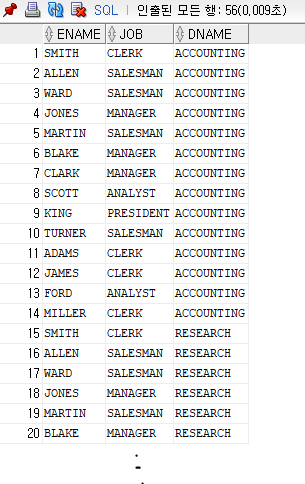 SQL | 인출된 모든 행: 56(0,009초)
ENAME JOB DNAME
1 SMITH CLERK ACCOUNTING
2 ALLEN SALESMAN ACCOUNTING
3 WARD SALESMAN ACCOUNTING
4 JONES MANAGER ACCOUNTING
5 MARTIN SALESMAN ACCOUNTING
6 BLAKE MANAGER ACCOUNTING
7 CLARK MANAGER ACCOUNTING
8 SCOTT ANALYST ACCOUNTING
9 KING PRESIDENT ACCOUNTING
10 TURNER SALESMAN ACCOUNTING
11 ADAMS CLERK ACCOUNTING
12 JAMES CLERK ACCOUNTING
13 FORD ANALYST ACCOUNTING
14 MILLER CLERK ACCOUNTING
15 SMITH CLERK RESEARCH
16 ALLEN SALESMAN RESEARCH
17 WARD SALESMAN RESEARCH
18 JONES MANAGER RESEARCH
19 MARTIN SALESMAN RESEARCH
20 BLAKE MANAGER RESEARCH